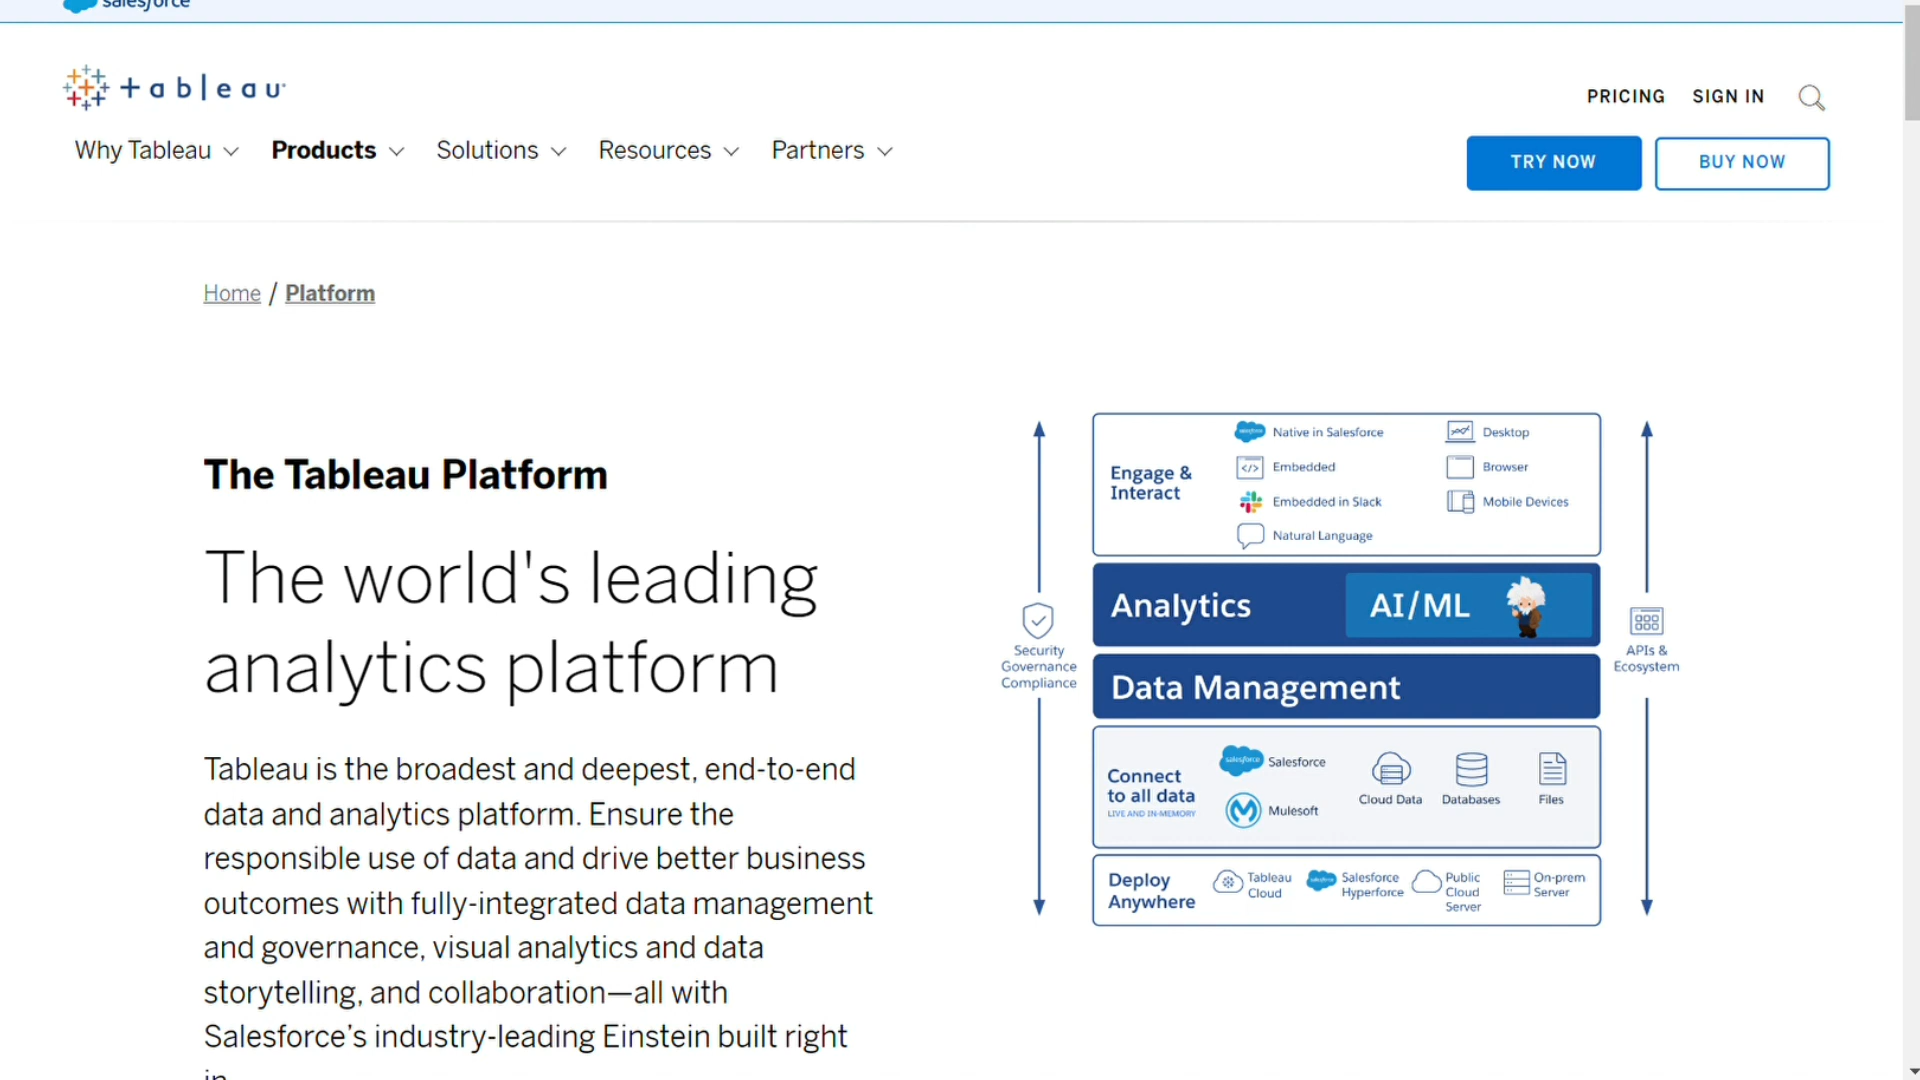 salesforce
+ a b l e a u
PRICING SIGN IN
Why Tableau Products Solutions Resources Partners
TRY NOW BUY NOW
Home / Platform
The Tableau Platform
The world's leading
analytics platform
Tableau is the broadest and deepest, end-to-end
data and analytics platform. Ensure the
responsible use of data and drive better business
outcomes with fully-integrated data management
and governance, visual analytics and data
storytelling, and collaboration—all with
Salesforce’s industry-leading Einstein built right
in
Engage &
Interact
Native in Salesforce
Embedded
Embedded in Slack
Natural Language
Desktop
Browser
Mobile Devices
Analytics AI/ML
Data Management
Security
Governance
Compliance
APIs &
Ecosystem
Connect
to all data
LIVE AND IN-MEMORY
salesforce Salesforce
Mulesoft
Cloud Data Databases Files
Deploy
Anywhere
Tableau
Cloud
Salesforce
Hyperforce
Public
Cloud
Server
On-prem
Server